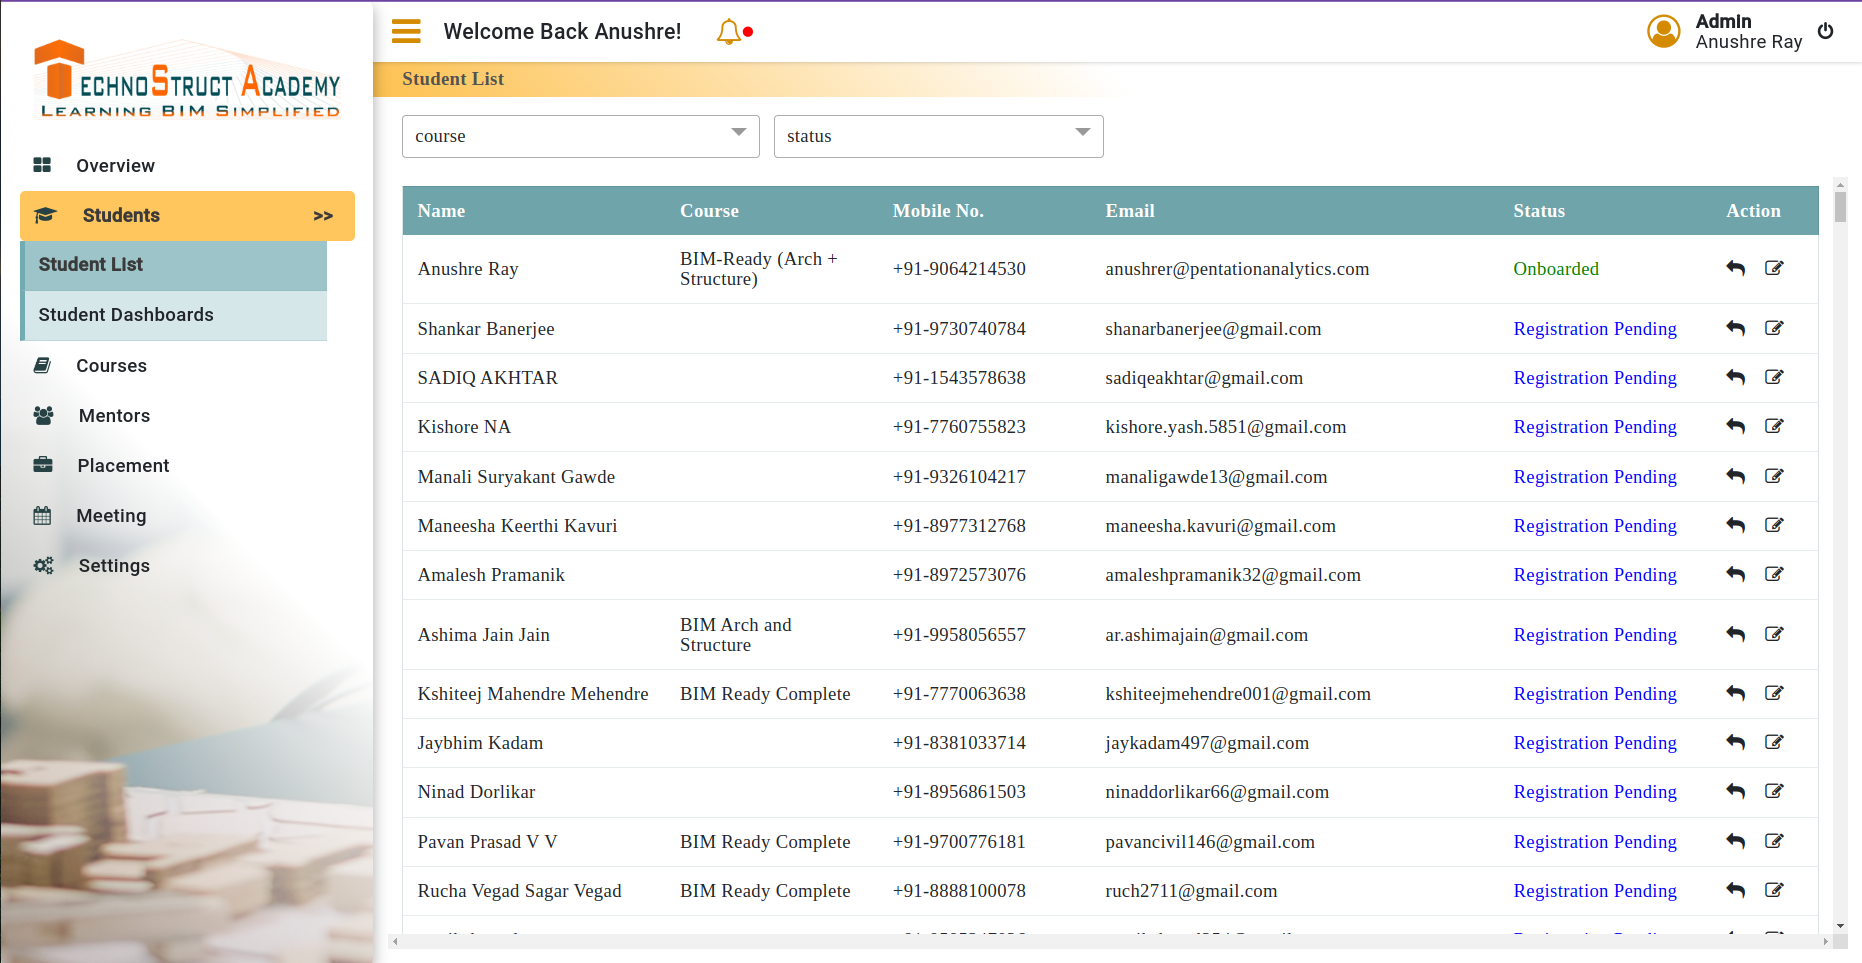 TECHNOSTRUCT ACADEMY
LEARNING BIM SIMPLIFIED
Overview
Students >>
Student List
Student Dashboards
Courses
Mentors
Placement
Meeting
Settings
Welcome Back Anushre!
Admin
Anushre Ray
Student List
course
status
Name Course Mobile No. Email Status Action
Anushre Ray BIM-Ready (Arch + Structure) +91-9064214530 anushrer@pentationanalytics.com Onboarded
Shankar Banerjee +91-9730740784 shanarbanerjee@gmail.com Registration Pending
SADIQ AKHTAR +91-1543578638 sadiqeakhtar@gmail.com Registration Pending
Kishore NA +91-7760755823 kishore.yash.5851@gmail.com Registration Pending
Manali Suryakant Gawde +91-9326104217 manaligawde13@gmail.com Registration Pending
Maneesha Keerthi Kavuri +91-8977312768 maneesha.kavuri@gmail.com Registration Pending
Amalesh Pramanik +91-8972573076 amaleshpramanik32@gmail.com Registration Pending
Ashima Jain Jain BIM Arch and Structure +91-9958056557 ar.ashimajain@gmail.com Registration Pending
Kshiteej Mahendre Mehendre BIM Ready Complete +91-7770063638 kshiteejmehendre001@gmail.com Registration Pending
Jaybhim Kadam +91-8381033714 jaykadam497@gmail.com Registration Pending
Ninad Dorlikar +91-8956861503 ninaddorlikar66@gmail.com Registration Pending
Pavan Prasad V V BIM Ready Complete +91-9700776181 pavancivil146@gmail.com Registration Pending
Rucha Vegad Sagar Vegad BIM Ready Complete +91-8888100078 ruch2711@gmail.com Registration Pending